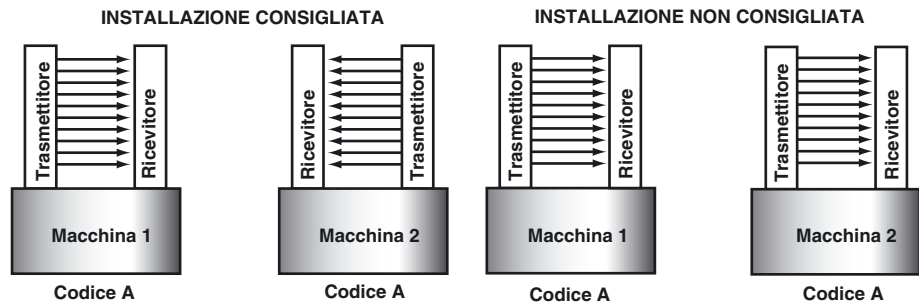 INSTALLAZIONE CONSIGLIATA
Trasmettitore
Ricevitore
Macchina 1
Codice A
Ricevitore
Trasmettitore
Macchina 2
Codice A
INSTALLAZIONE NON CONSIGLIATA
Trasmettitore
Ricevitore
Macchina 1
Codice A
Trasmettitore
Ricevitore
Macchina 2
Codice A